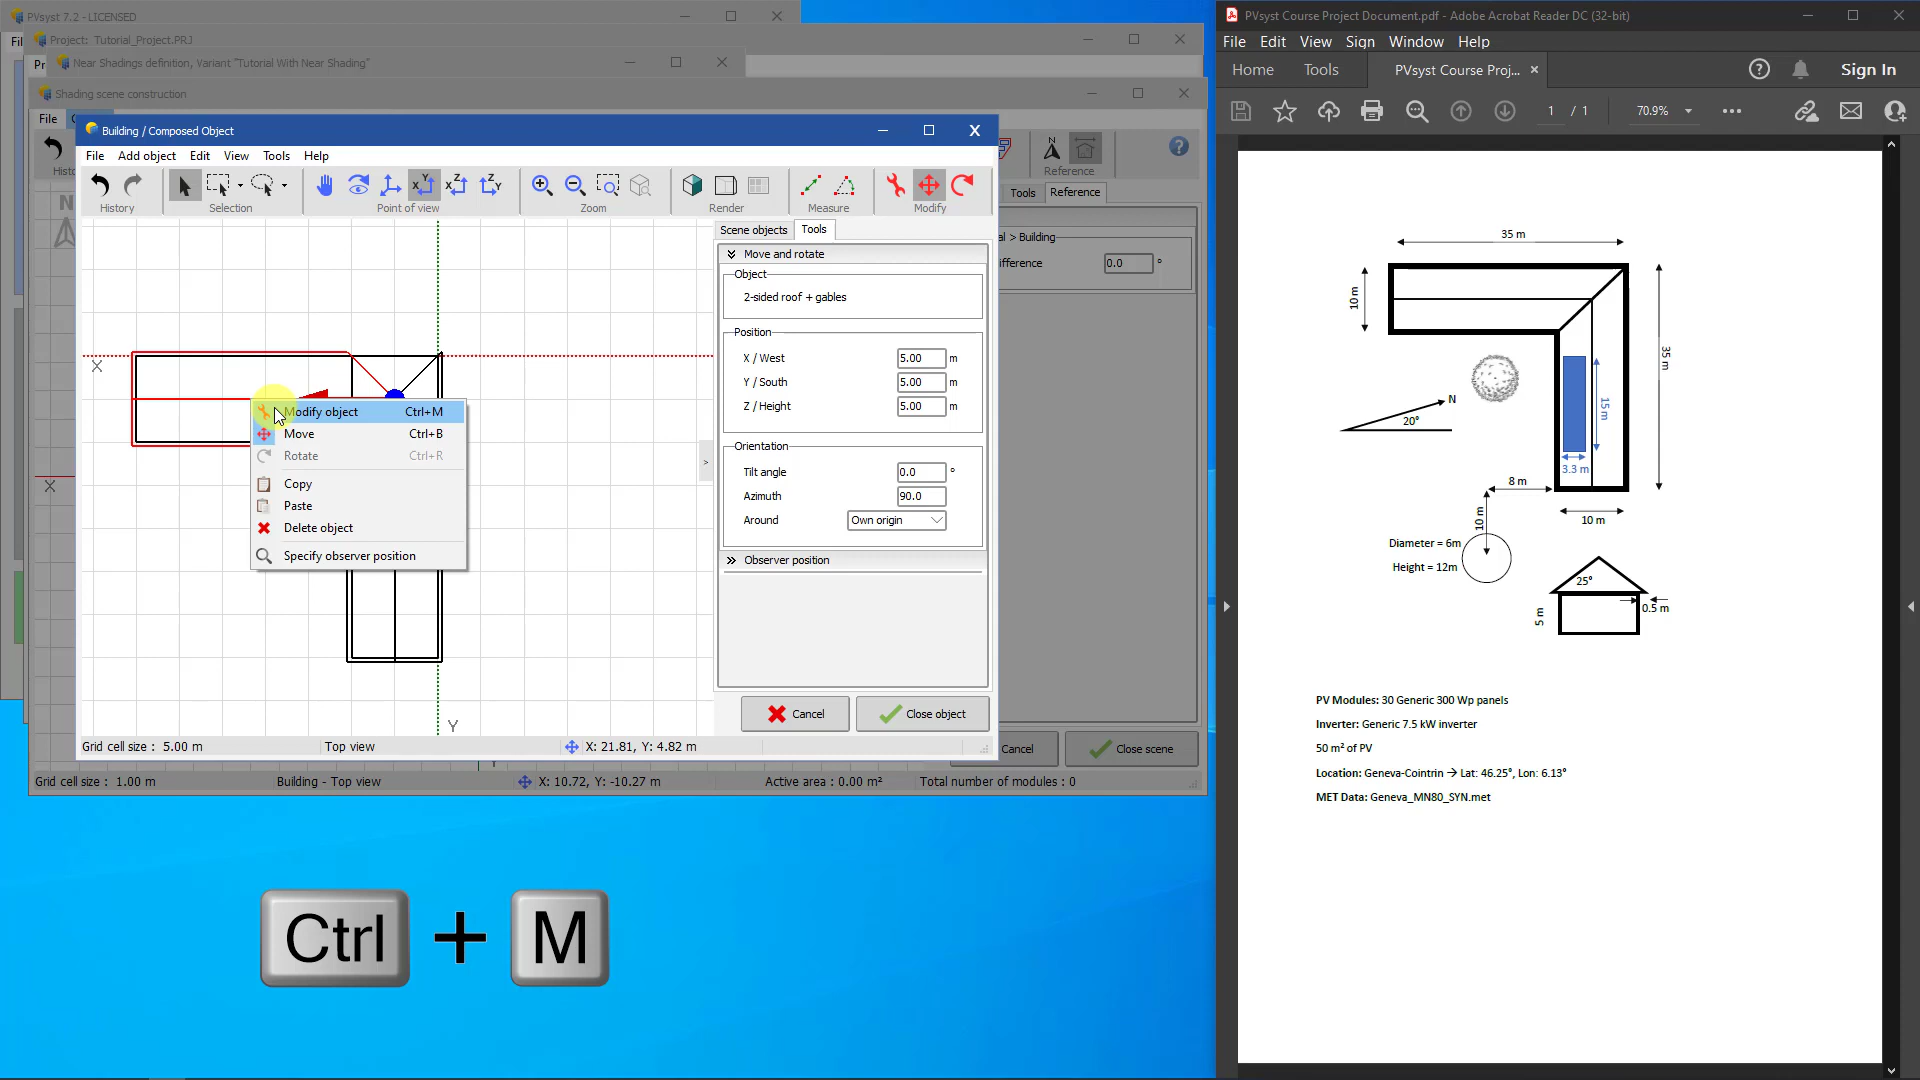 PVsyst 7.2 - LICENSED
Fil
Project: Tutorial_Project.PRJ
Pr
Near Shadings definition, Variant "Tutorial With Near Shading"
Shading scene construction
File
Histo
Reference
Tools
Reference
al > Building
ifference
0.0
°
Building / Composed Object
File
Add object
Edit
View
Tools
Help
History
Selection
Point of view
Zoom
Render
Measure
Modify
Scene objects
Tools
Move and rotate
Object
2-sided roof + gables
Position
X / West
5.00
m
Y / South
5.00
m
Z / Height
5.00
m
Orientation
Tilt angle
0.0
°
Azimuth
90.0
Around
Own origin
Observer position
Cancel
Close object
X
X
Y
N
Modify object Ctrl+M
Move Ctrl+B
Rotate Ctrl+R
Copy
Paste
Delete object
Specify observer position
Grid cell size : 5.00 m
Top view
X: 21.81, Y: 4.82 m
Cancel
Close scene
Grid cell size : 1.00 m
Building - Top view
X: 10.72, Y: -10.27 m
Active area : 0.00 m²
Total number of modules : 0
Ctrl + M
PVsyst Course Project Document.pdf - Adobe Acrobat Reader DC (32-bit)
File
Edit
View
Sign
Window
Help
Home
Tools
PVsyst Course Proj...
Sign In
1 / 1
70.9%
35 m
10 m
35 m
15 m
N
20°
3.3 m
8 m
10 m
10 m
Diameter = 6m
Height = 12m
25°
5 m
0.5 m
PV Modules: 30 Generic 300 Wp panels
Inverter: Generic 7.5 kW inverter
50 m² of PV
Location: Geneva-Cointrin → Lat: 46.25°, Lon: 6.13°
MET Data: Geneva_MN80_SYN.met